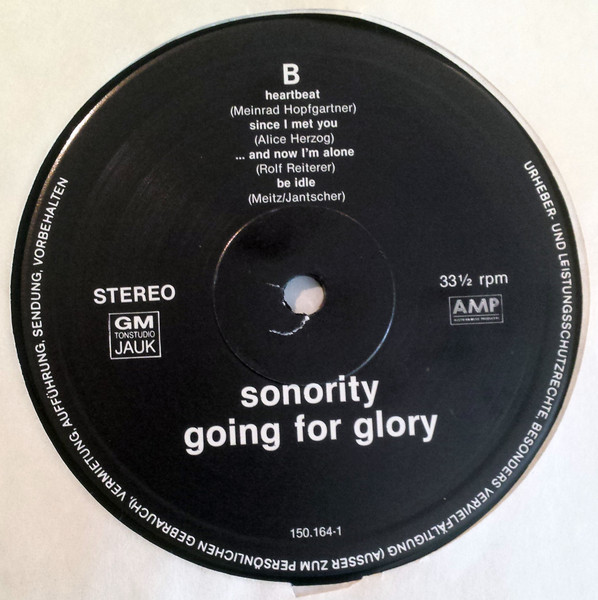 B
heartbeat
(Meinrad Hopfgartner)
since I met you
(Alice Herzog)
... and now I'm alone
(Rolf Reiterer)
be idle
(Meitz/Jantscher)
STEREO
GM
TONSTUDIO
JAUK
33½ rpm
AMP
sonority
going for glory
150.164-1
URHEBER- UND LEISTUNGSSCHUTZRECHTE, BESONDERS VERVIELFÄLTIGUNG (AUSSER ZUM PERSÖNLICHEN GEBRAUCH), VERMIETUNG, AUFFÜHRUNG, SENDUNG, VORBEHALTEN